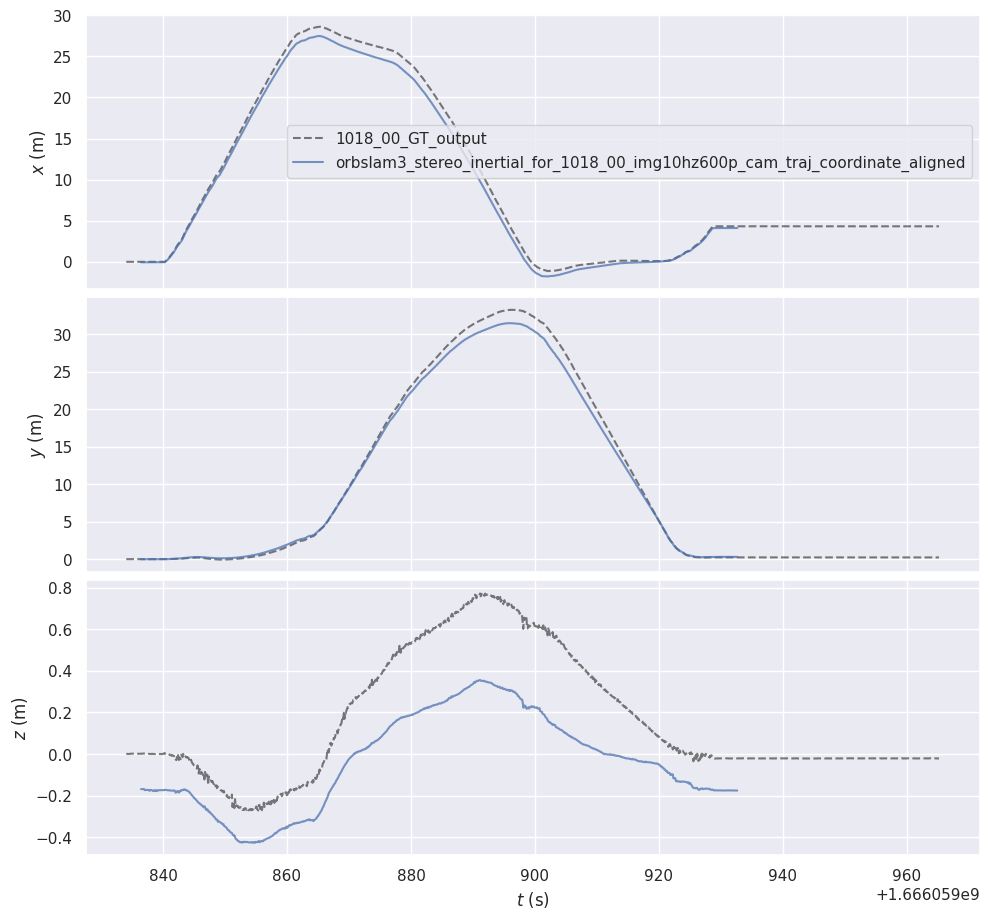 30
25
20
15
10
5
0
x (m)
1018_00_GT_output
orbslam3_stereo_inertial_for_1018_00_img10hz600p_cam_traj_coordinate_aligned
30
25
20
15
10
5
0
y (m)
0.8
0.6
0.4
0.2
0.0
−0.2
−0.4
z (m)
840 860 880 900 920 940 960
t (s)
+1.666059e9